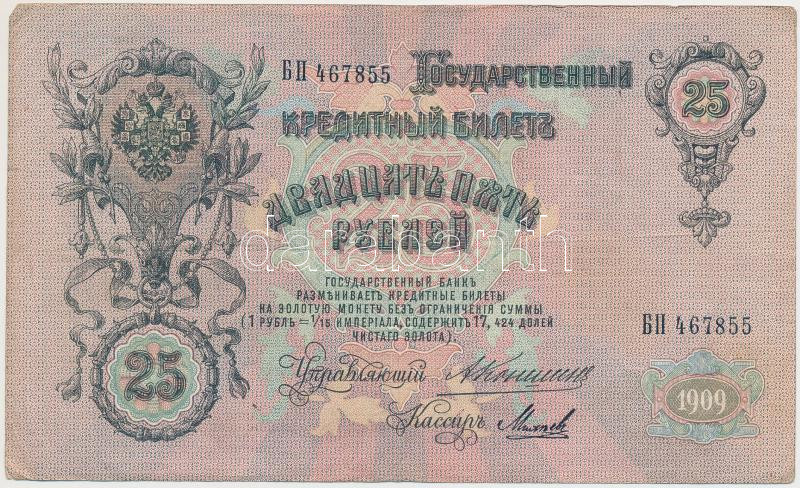 БП 467855
Государственный
25
Кредитный Билетъ
Двадцать пять
рублей
darabanth
ГОСУДАРСТВЕННЫЙ БАНКЪ
РАЗМѢНИВАЕТЪ КРЕДИТНЫЕ БИЛЕТЫ
НА ЗОЛОТУЮ МОНЕТУ БЕЗЪ ОГРАНИЧЕНІЯ СУММЫ
(1 РУБЛЬ = 1/15 ИМПЕРІАЛА, СОДЕРЖИТЪ 17,424 ДОЛЕЙ
ЧИСТАГО ЗОЛОТА).
БП 467855
25
Управляющій
Кассиръ
1909